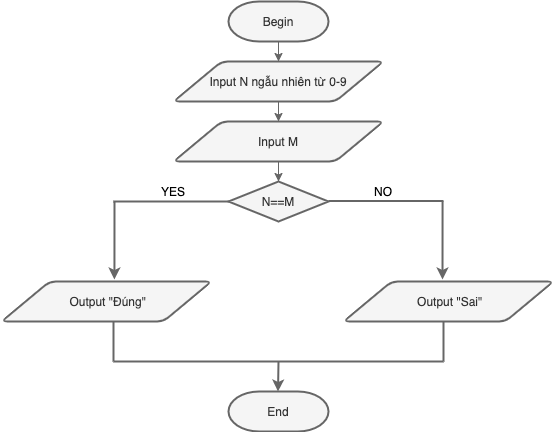 Begin
Input N ngẫu nhiên từ 0-9
Input M
YES
N==M
NO
Output "Đúng"
Output "Sai"
End